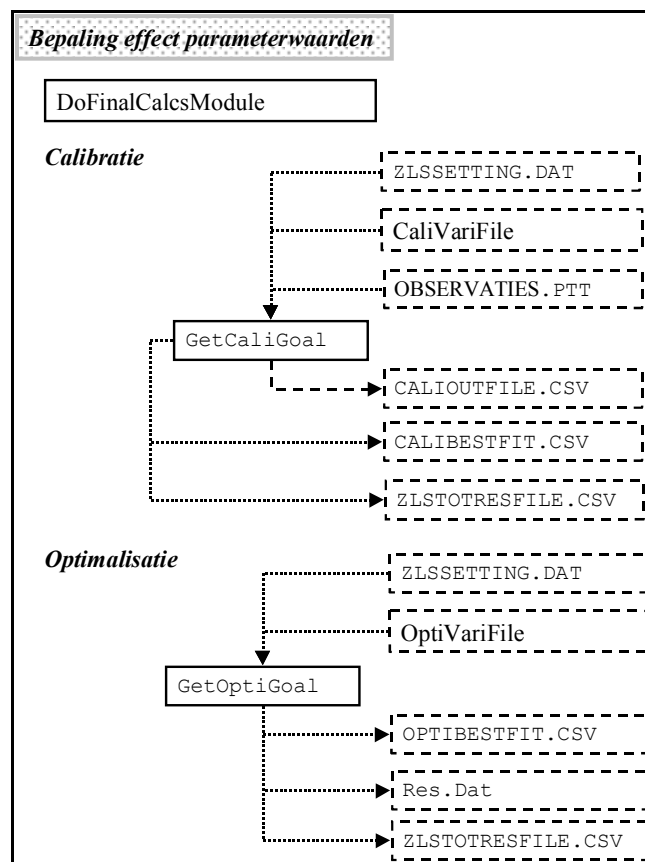 Bepaling effect parameterwaarden
DoFinalCalcsModule
Calibratie
ZLSSETTING.DAT
CaliVariFile
OBSERVATIES.PTT
GetCaliGoal
CALIOUTFILE.CSV
CALIBESTFIT.CSV
ZLSTOTRESFILE.CSV
Optimalisatie
ZLSSETTING.DAT
OptiVariFile
GetOptiGoal
OPTIBESTFIT.CSV
Res.Dat
ZLSTOTRESFILE.CSV